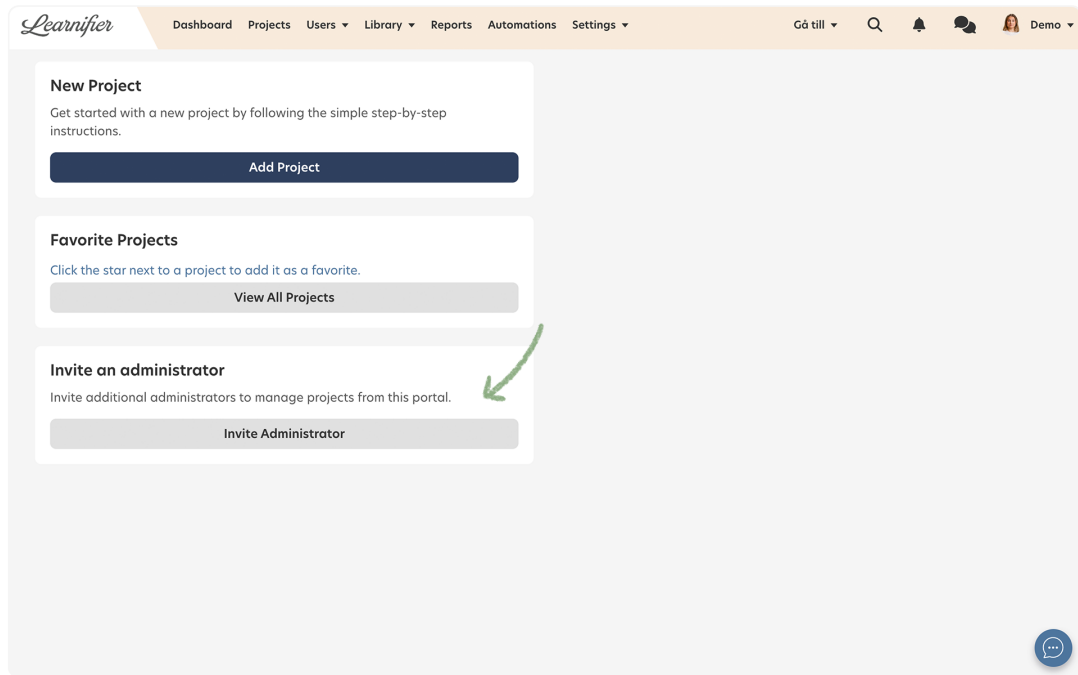 Learnifier
Dashboard Projects Users Library Reports Automations Settings Gå till Demo
New Project
Get started with a new project by following the simple step-by-step
instructions.
Add Project
Favorite Projects
Click the star next to a project to add it as a favorite.
View All Projects
Invite an administrator
Invite additional administrators to manage projects from this portal.
Invite Administrator